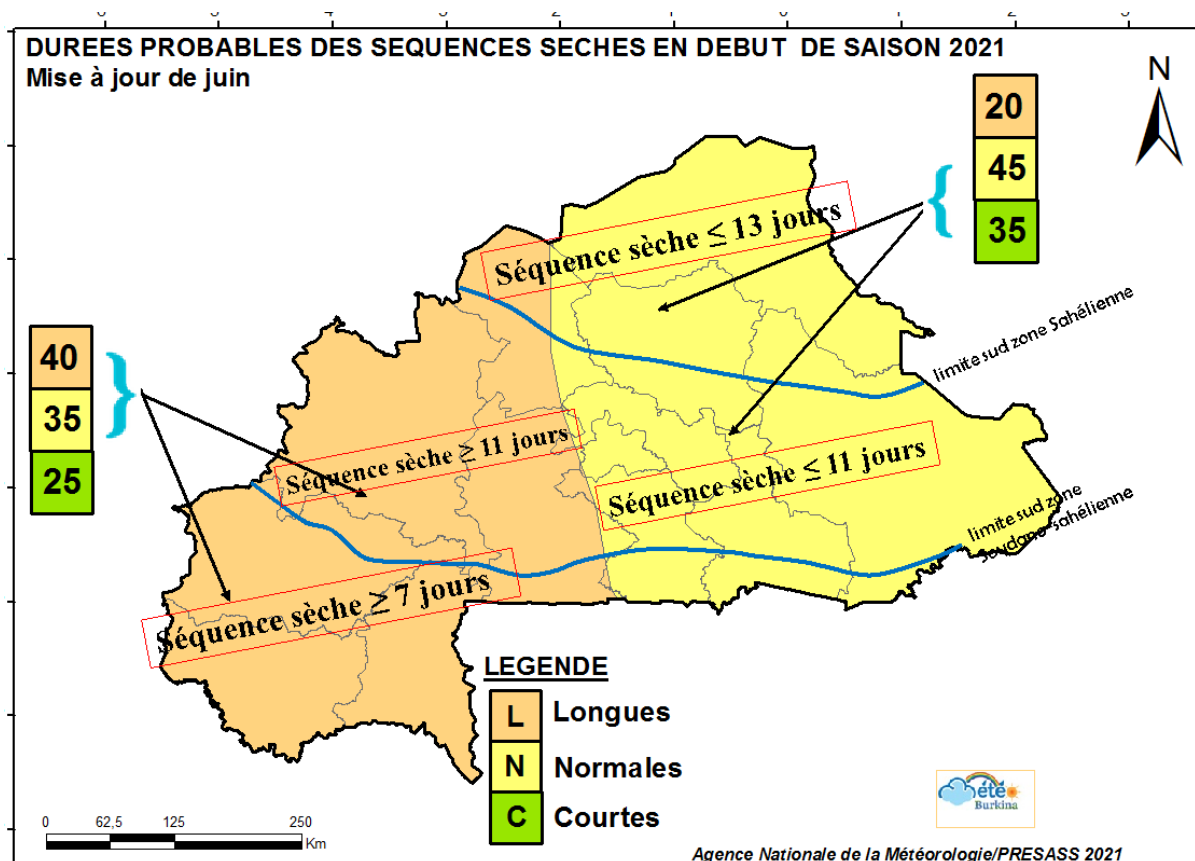 DUREES PROBABLES DES SEQUENCES SECHES EN DEBUT DE SAISON 2021
Mise à jour de juin
N
20
45
35
Séquence sèche ≤ 13 jours
limite sud zone Sahélienne
40
35
25
Séquence sèche ≥ 11 jours
Séquence sèche ≤ 11 jours
limite sud zone
Soudano-Sahélienne
Séquence sèche ≥ 7 jours
LEGENDE
L Longues
N Normales
C Courtes
0 62,5 125 250
Km
été
Burkina
Agence Nationale de la Météorologie/PRESASS 2021